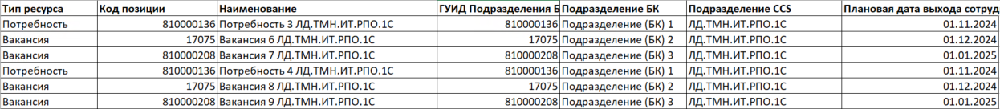 Тип ресурса Код позиции Наименование ГУИД Подразделения Б Подразделение БК Подразделение CCS Плановая дата выхода сотруд
Потребность 810000136 Потребность 3 ЛД.ТМН.ИТ.РПО.1С 810000136 Подразделение (БК) 1 ЛД.ТМН.ИТ.РПО.1С 01.11.2024
Вакансия 17075 Вакансия 6 ЛД.ТМН.ИТ.РПО.1С 17075 Подразделение (БК) 2 ЛД.ТМН.ИТ.РПО.1С 01.12.2024
Вакансия 810000208 Вакансия 7 ЛД.ТМН.ИТ.РПО.1С 810000208 Подразделение (БК) 3 ЛД.ТМН.ИТ.РПО.1С 01.01.2025
Потребность 810000136 Потребность 4 ЛД.ТМН.ИТ.РПО.1С 810000136 Подразделение (БК) 1 ЛД.ТМН.ИТ.РПО.1С 01.11.2024
Вакансия 17075 Вакансия 8 ЛД.ТМН.ИТ.РПО.1С 17075 Подразделение (БК) 2 ЛД.ТМН.ИТ.РПО.1С 01.12.2024
Вакансия 810000208 Вакансия 9 ЛД.ТМН.ИТ.РПО.1С 810000208 Подразделение (БК) 3 ЛД.ТМН.ИТ.РПО.1С 01.01.2025